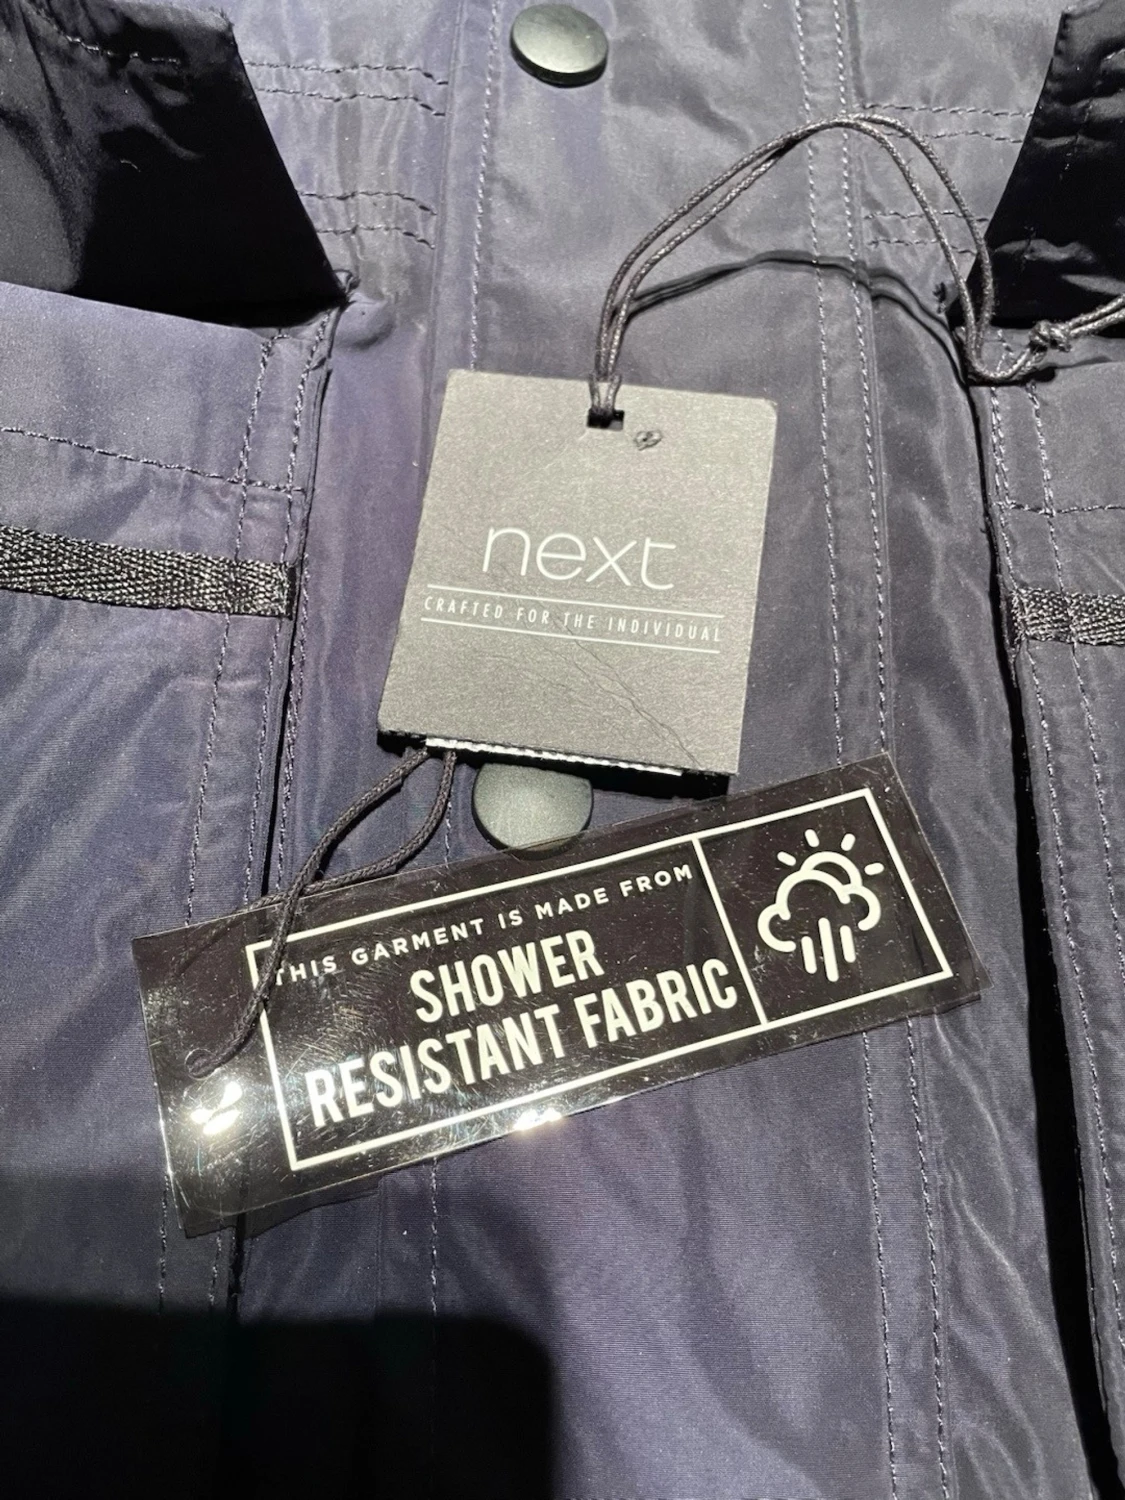 next
CRAFTED FOR THE INDIVIDUAL
THIS GARMENT IS MADE FROM
SHOWER
RESISTANT FABRIC